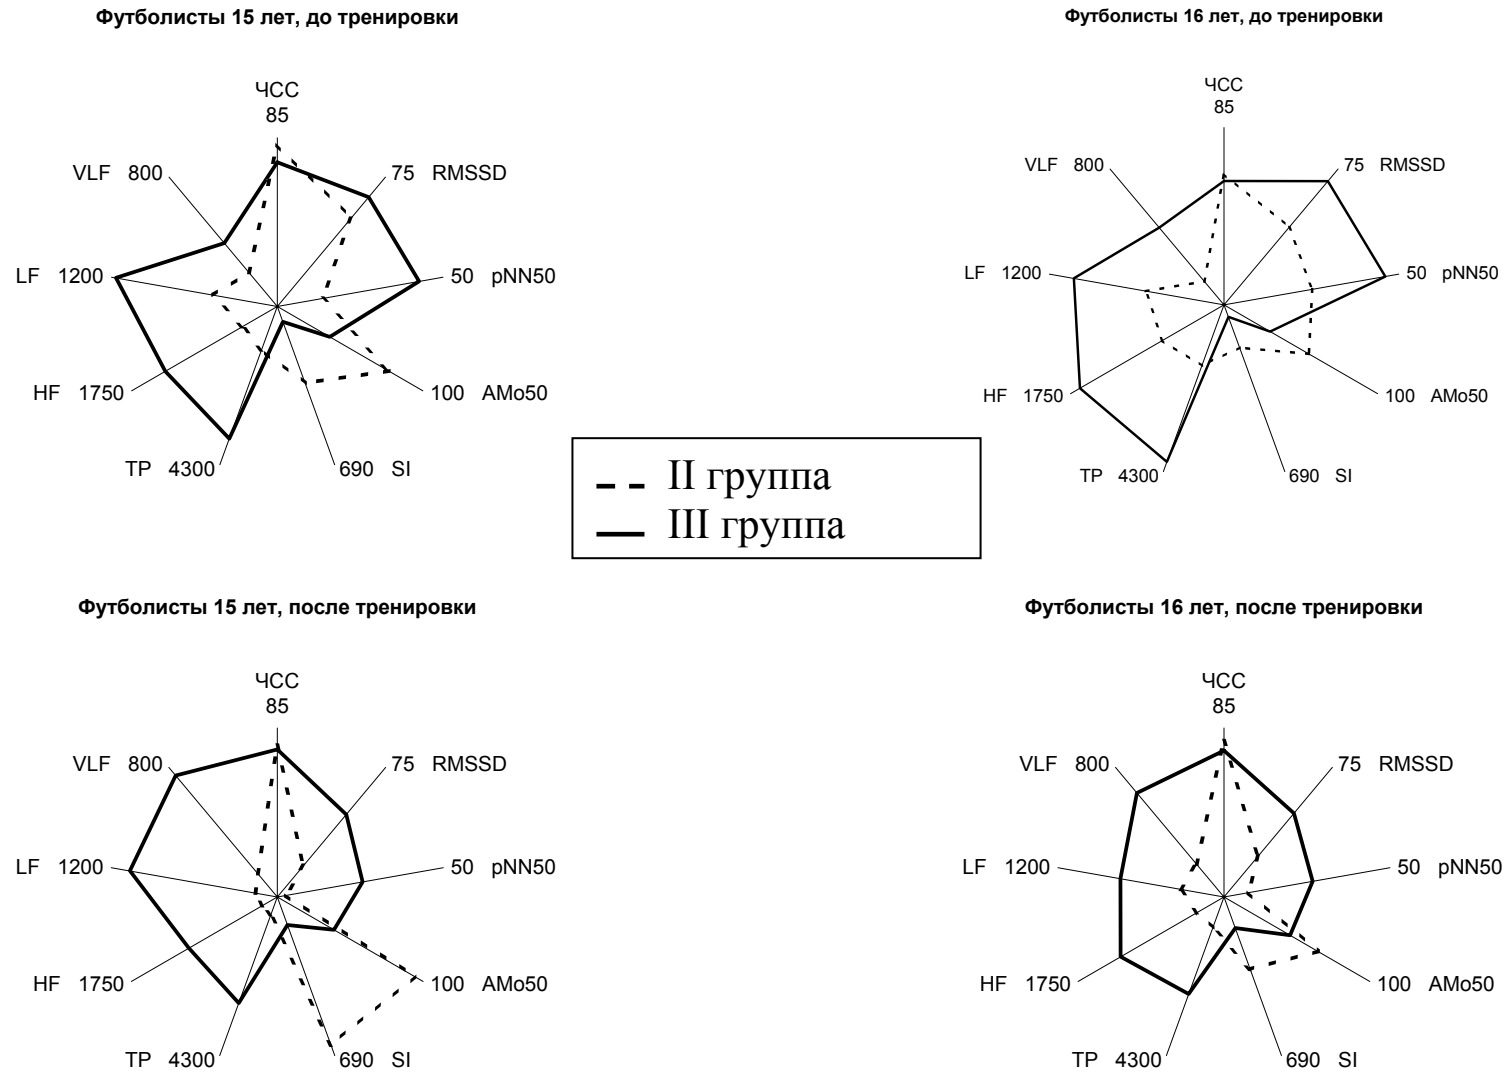 Футболисты 15 лет, до тренировки
ЧСС
85
75 RMSSD
50 pNN50
100 AMo50
690 SI
TP 4300
HF 1750
LF 1200
VLF 800
Футболисты 16 лет, до тренировки
ЧСС
85
75 RMSSD
50 pNN50
100 AMo50
690 SI
TP 4300
HF 1750
LF 1200
VLF 800
II группа
III группа
Футболисты 15 лет, после тренировки
ЧСС
85
75 RMSSD
50 pNN50
100 AMo50
690 SI
TP 4300
HF 1750
LF 1200
VLF 800
Футболисты 16 лет, после тренировки
ЧСС
85
75 RMSSD
50 pNN50
100 AMo50
690 SI
TP 4300
HF 1750
LF 1200
VLF 800